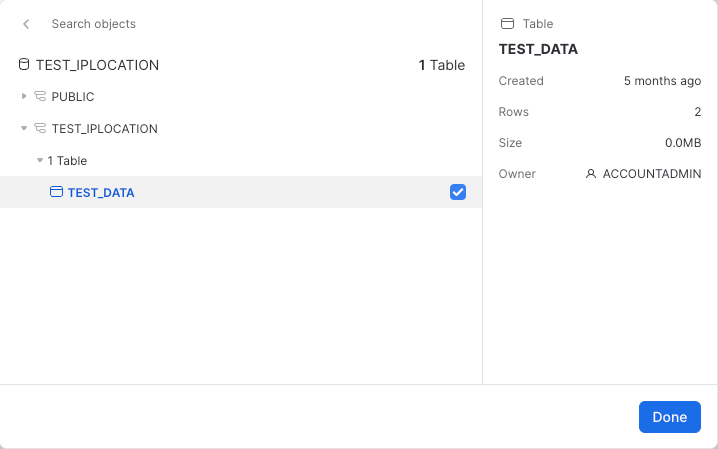 Search objects
TEST_IPLOCATION 1 Table
PUBLIC
TEST_IPLOCATION
1 Table
TEST_DATA
Table
TEST_DATA
Created 5 months ago
Rows 2
Size 0.0MB
Owner ACCOUNTADMIN
Done